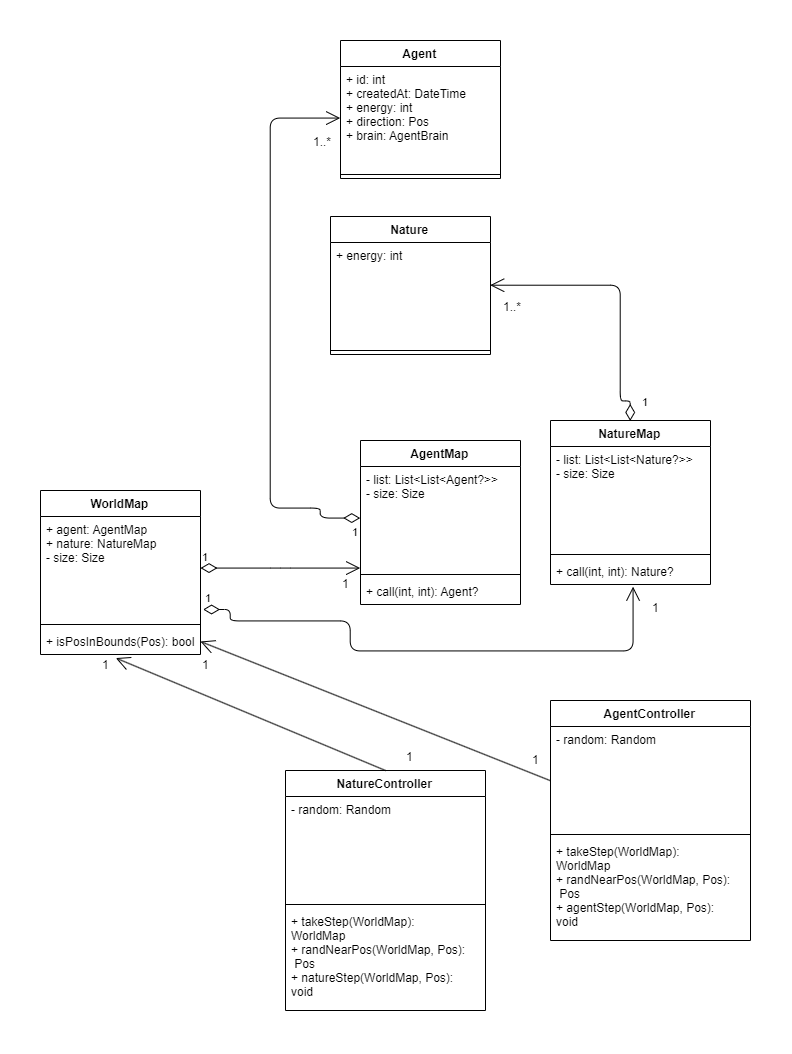 Agent
+ id: int
+ createdAt: DateTime
+ energy: int
+ direction: Pos
+ brain: AgentBrain
1..*
Nature
+ energy: int
1..*
1
NatureMap
- list: List<List<Nature?>>
- size: Size
+ call(int, int): Nature?
AgentMap
- list: List<List<Agent?>>
- size: Size
+ call(int, int): Agent?
1
WorldMap
+ agent: AgentMap
+ nature: NatureMap
- size: Size
+ isPosInBounds(Pos): bool
1
1
1
1
1
1
AgentController
- random: Random
+ takeStep(WorldMap):
WorldMap
+ randNearPos(WorldMap, Pos):
Pos
+ agentStep(WorldMap, Pos):
void
1
1
NatureController
- random: Random
+ takeStep(WorldMap):
WorldMap
+ randNearPos(WorldMap, Pos):
Pos
+ natureStep(WorldMap, Pos):
void